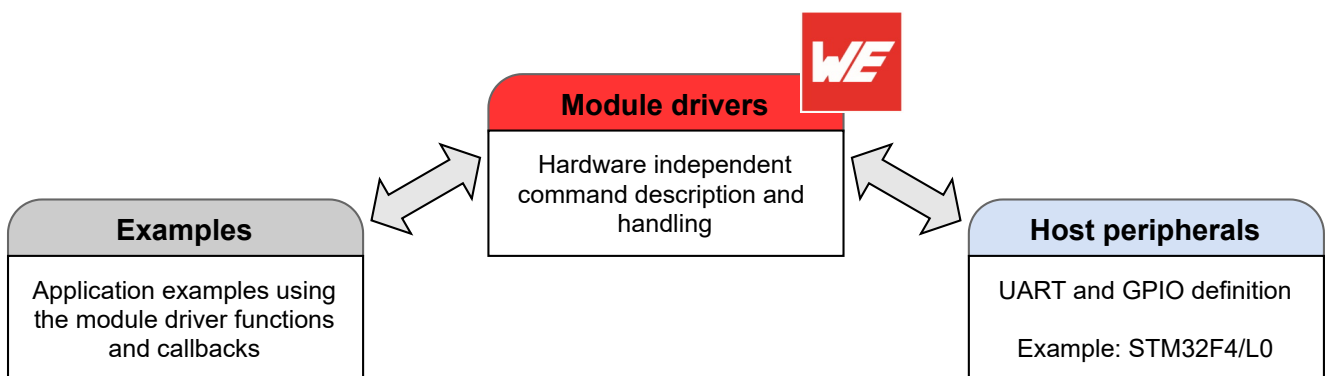 WE
Module drivers
Hardware independent
command description and
handling
Examples
Application examples using
the module driver functions
and callbacks
Host peripherals
UART and GPIO definition
Example: STM32F4/L0